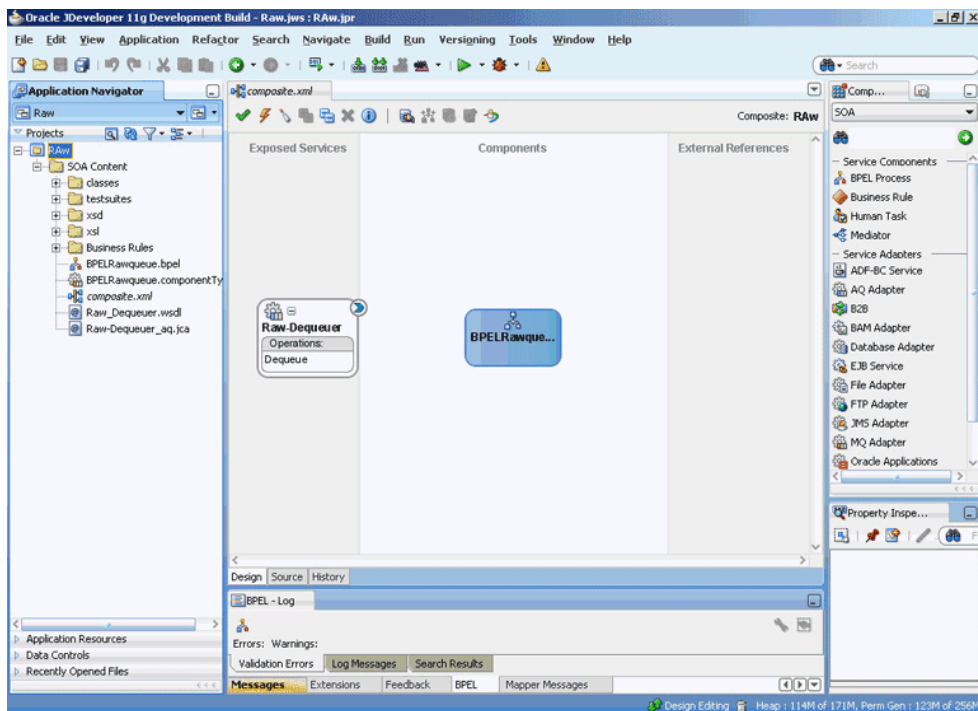 Oracle JDeveloper 11g Development Build - Raw.jws : RAw.jpr
File Edit View Application Refactor Search Navigate Build Run Versioning Tools Window Help
Search
Application Navigator
Raw
Projects
RAw
SOA Content
classes
testsuites
xsd
xsl
Business Rules
BPELRawqueue.bpel
BPELRawqueue.componentTy
composite.xml
Raw_Dequeuer.wsdl
Raw-Dequeuer_aq.jca
Application Resources
Data Controls
Recently Opened Files
composite.xml
Composite: RAw
Exposed Services
Components
External References
Raw-Dequeuer
Operations:
Dequeue
BPELRawque...
Design Source History
BPEL - Log
Errors: Warnings:
Validation Errors Log Messages Search Results
Messages Extensions Feedback BPEL Mapper Messages
Comp...
SOA
Service Components
BPEL Process
Business Rule
Human Task
Mediator
Service Adapters
ADF-BC Service
AQ Adapter
B2B
BAM Adapter
Database Adapter
EJB Service
File Adapter
FTP Adapter
JMS Adapter
MQ Adapter
Oracle Applications
Property Inspe...
F
Design Editing Heap : 114M of 171M, Perm Gen : 123M of 256M